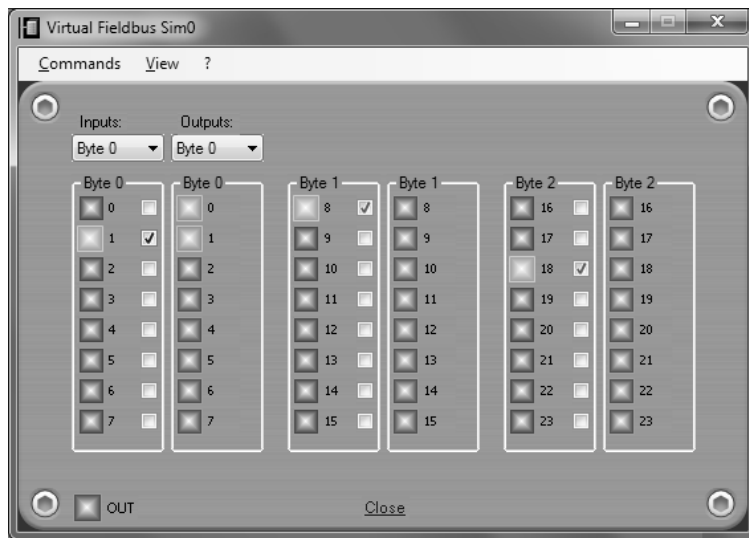 Virtual Fieldbus Sim0
Commands View ?
Inputs: Outputs:
Byte 0 Byte 0
Byte 0 Byte 0 Byte 1 Byte 1 Byte 2 Byte 2
0 0 8 8 16 16
1 1 9 9 17 17
2 2 10 10 18 18
3 3 11 11 19 19
4 4 12 12 20 20
5 5 13 13 21 21
6 6 14 14 22 22
7 7 15 15 23 23
OUT Close